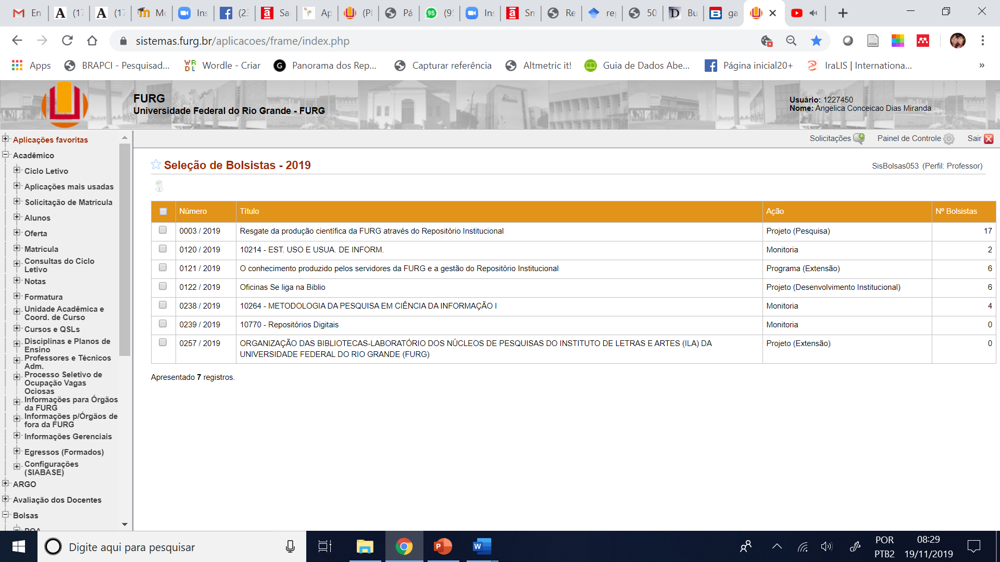 En
(17
(17
Mo
Ins
(23
Sa
Ap
(Pl
Pá
95
(95
Ins
Sm
Re
rep
50
Bu
ga
sistemas.furg.br/aplicacoes/frame/index.php
Apps
BRAPCI - Pesquisad...
Wordle - Criar
Panorama dos Rep...
Capturar referência
Altmetric it!
Guia de Dados Abe...
Página inicial20+
IraLIS | Internationa...
»
FURG
Universidade Federal do Rio Grande - FURG
Usuário: 1227450
Nome: Angelica Conceicao Dias Miranda
Solicitações
Painel de Controle
Sair
Aplicações favoritas
Acadêmico
Ciclo Letivo
Aplicações mais usadas
Solicitação de Matrícula
Alunos
Oferta
Matrícula
Consultas do Ciclo
Letivo
Notas
Formatura
Unidade Acadêmica e
Coord. de Curso
Cursos e QSLs
Disciplinas e Planos de
Ensino
Professores e Técnicos
Adm.
Processo Seletivo de
Ocupação Vagas
Ociosas
Informações para Órgãos
da FURG
Informações p/Órgãos de
fora da FURG
Informações Gerenciais
Egressos (Formados)
Configurações
(SIABASE)
ARGO
Avaliação dos Docentes
Bolsas
Seleção de Bolsistas - 2019
SisBolsas053 (Perfil: Professor)
Número Título Ação Nº Bolsistas
0003 / 2019 Resgate da produção científica da FURG através do Repositório Institucional Projeto (Pesquisa) 17
0120 / 2019 10214 - EST. USO E USUA. DE INFORM. Monitoria 2
0121 / 2019 O conhecimento produzido pelos servidores da FURG e a gestão do Repositório Institucional Programa (Extensão) 6
0122 / 2019 Oficinas Se liga na Biblio Projeto (Desenvolvimento Institucional) 6
0238 / 2019 10264 - METODOLOGIA DA PESQUISA EM CIÊNCIA DA INFORMAÇÃO I Monitoria 4
0239 / 2019 10770 - Repositórios Digitais Monitoria 0
0257 / 2019 ORGANIZAÇÃO DAS BIBLIOTECAS-LABORATÓRIO DOS NÚCLEOS DE PESQUISAS DO INSTITUTO DE LETRAS E ARTES (ILA) DA Projeto (Extensão) 0
UNIVERSIDADE FEDERAL DO RIO GRANDE (FURG)
Apresentado 7 registros.
Digite aqui para pesquisar
POR
PTB2
08:29
19/11/2019